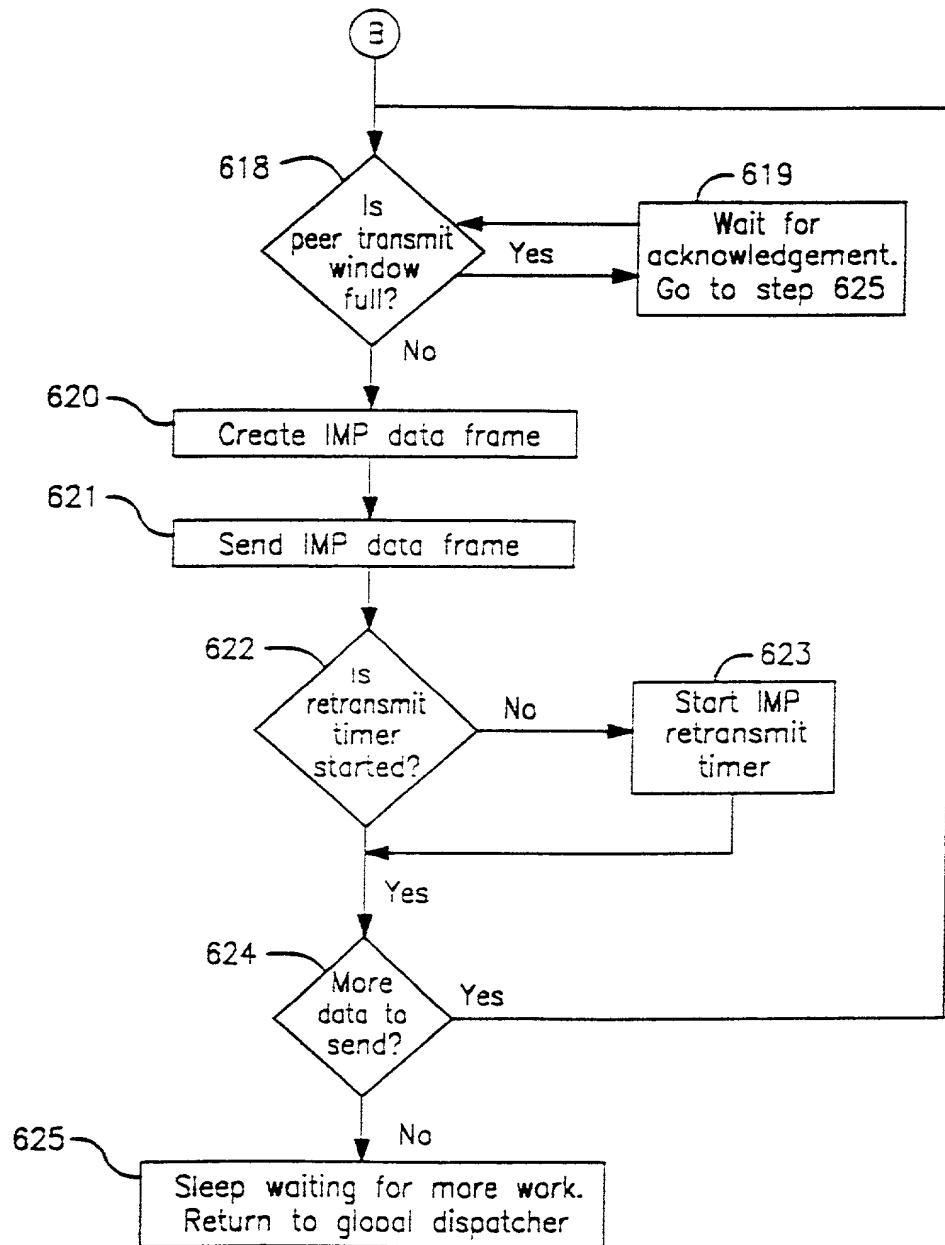 B
618
Is
peer transmit
window
full?
Yes
619
Wait for
acknowledgement.
Go to step 625
No
620
Create IMP data frame
621
Send IMP data frame
622
Is
retransmit
timer
started?
No
623
Start IMP
retransmit
timer
Yes
624
More
data to
send?
Yes
No
625
Sleep waiting for more work.
Return to global dispatcher